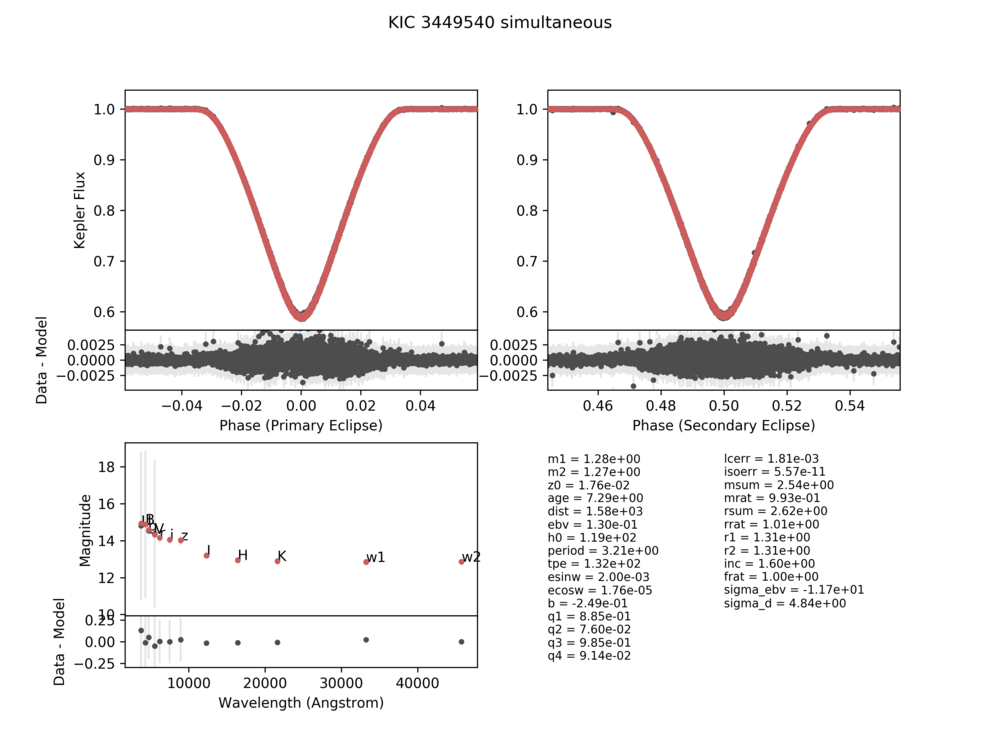 KIC 3449540 simultaneous
Kepler Flux
1.0
0.9
0.8
0.7
0.6
1.0
0.9
0.8
0.7
0.6
Data - Model
0.0025
0.0000
−0.0025
0.0025
0.0000
−0.0025
−0.04 −0.02 0.00 0.02 0.04
Phase (Primary Eclipse)
0.46 0.48 0.50 0.52 0.54
Phase (Secondary Eclipse)
Magnitude
18
16
14
12
10
B
V
r
i
z
J
H
K
w1
w2
Data - Model
0.25
0.00
−0.25
10000 20000 30000 40000
Wavelength (Angstrom)
m1 = 1.28e+00
m2 = 1.27e+00
z0 = 1.76e-02
age = 7.29e+00
dist = 1.58e+03
ebv = 1.30e-01
h0 = 1.19e+02
period = 3.21e+00
tpe = 1.32e+02
esinw = 2.00e-03
ecosw = 1.76e-05
b = -2.49e-01
q1 = 8.85e-01
q2 = 7.60e-02
q3 = 9.85e-01
q4 = 9.14e-02
lcerr = 1.81e-03
isoerr = 5.57e-11
msum = 2.54e+00
mrat = 9.93e-01
rsum = 2.62e+00
rrat = 1.01e+00
r1 = 1.31e+00
r2 = 1.31e+00
inc = 1.60e+00
frat = 1.00e+00
sigma_ebv = -1.17e+01
sigma_d = 4.84e+00